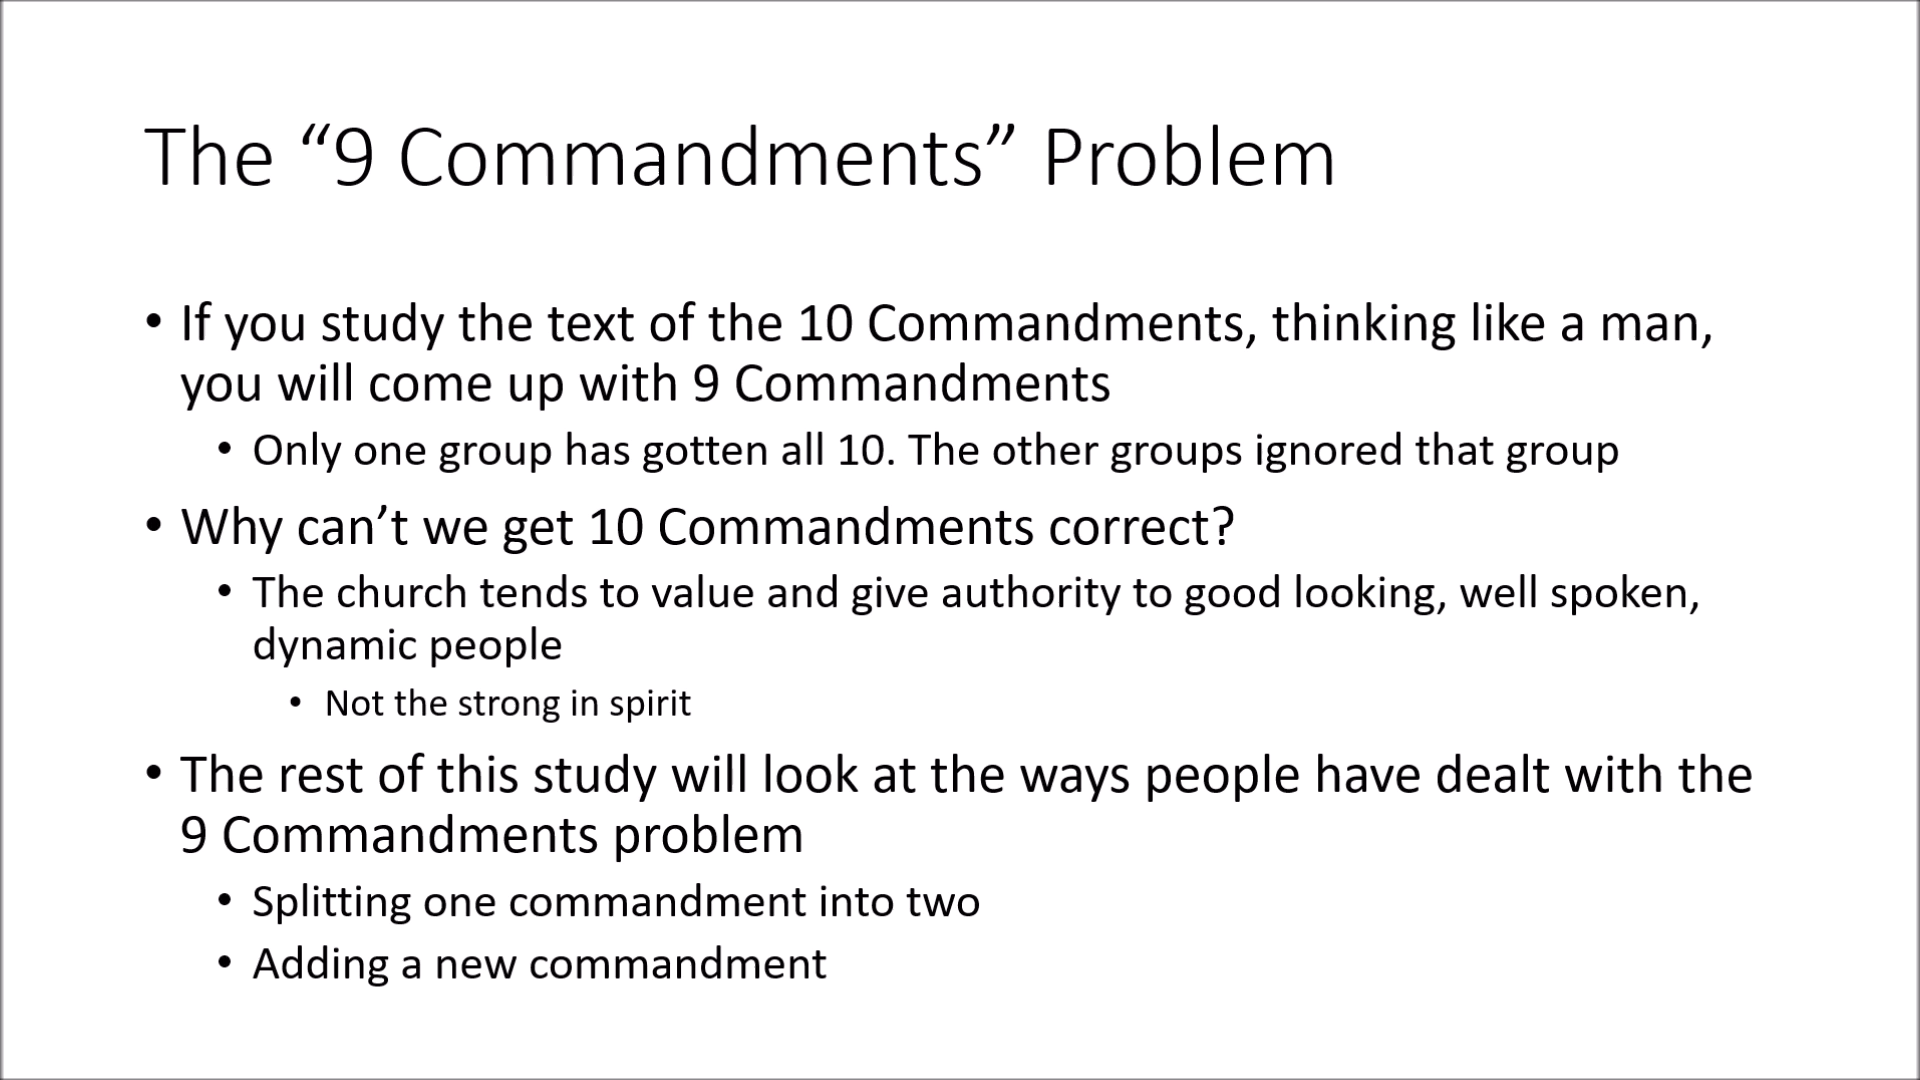 The “9 Commandments” Problem
• If you study the text of the 10 Commandments, thinking like a man,
you will come up with 9 Commandments
• Only one group has gotten all 10. The other groups ignored that group
• Why can’t we get 10 Commandments correct?
• The church tends to value and give authority to good looking, well spoken,
dynamic people
• Not the strong in spirit
• The rest of this study will look at the ways people have dealt with the
9 Commandments problem
• Splitting one commandment into two
• Adding a new commandment